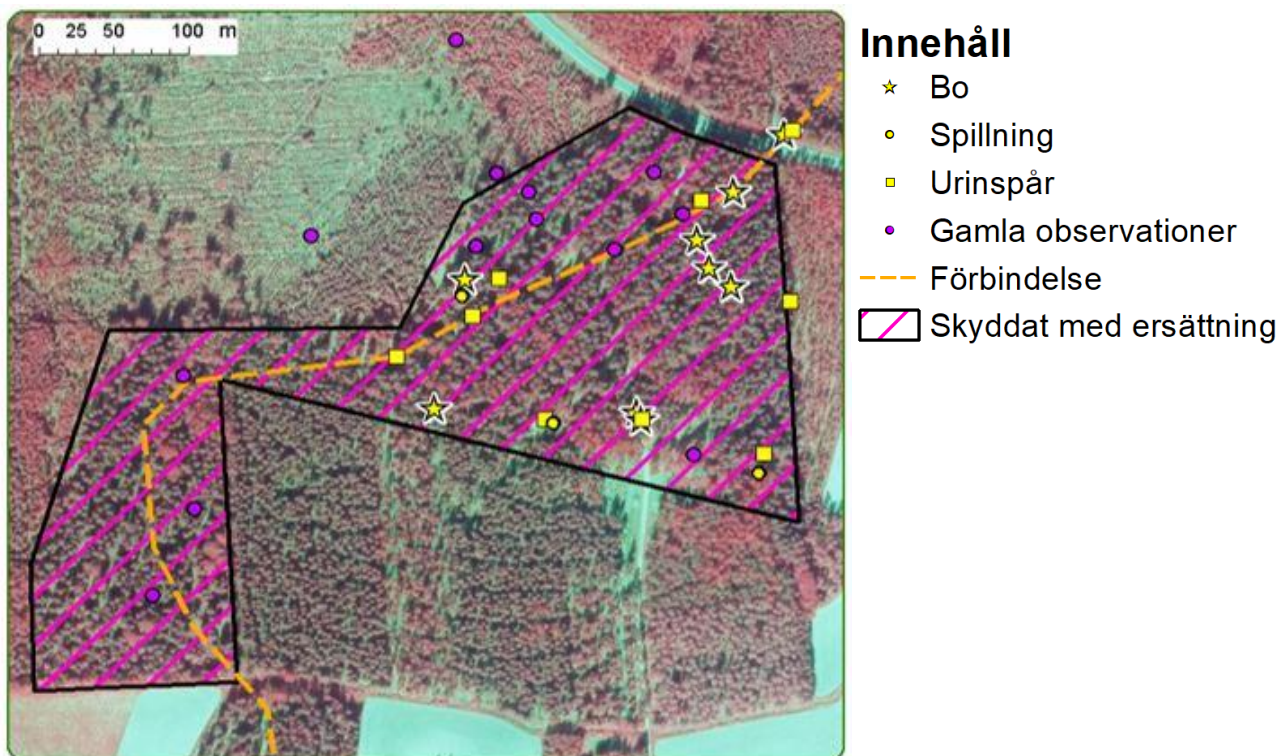 0 25 50 100 m
Innehåll
Bo
Spillning
Urinspår
Gamla observationer
Förbindelse
Skyddat med ersättning